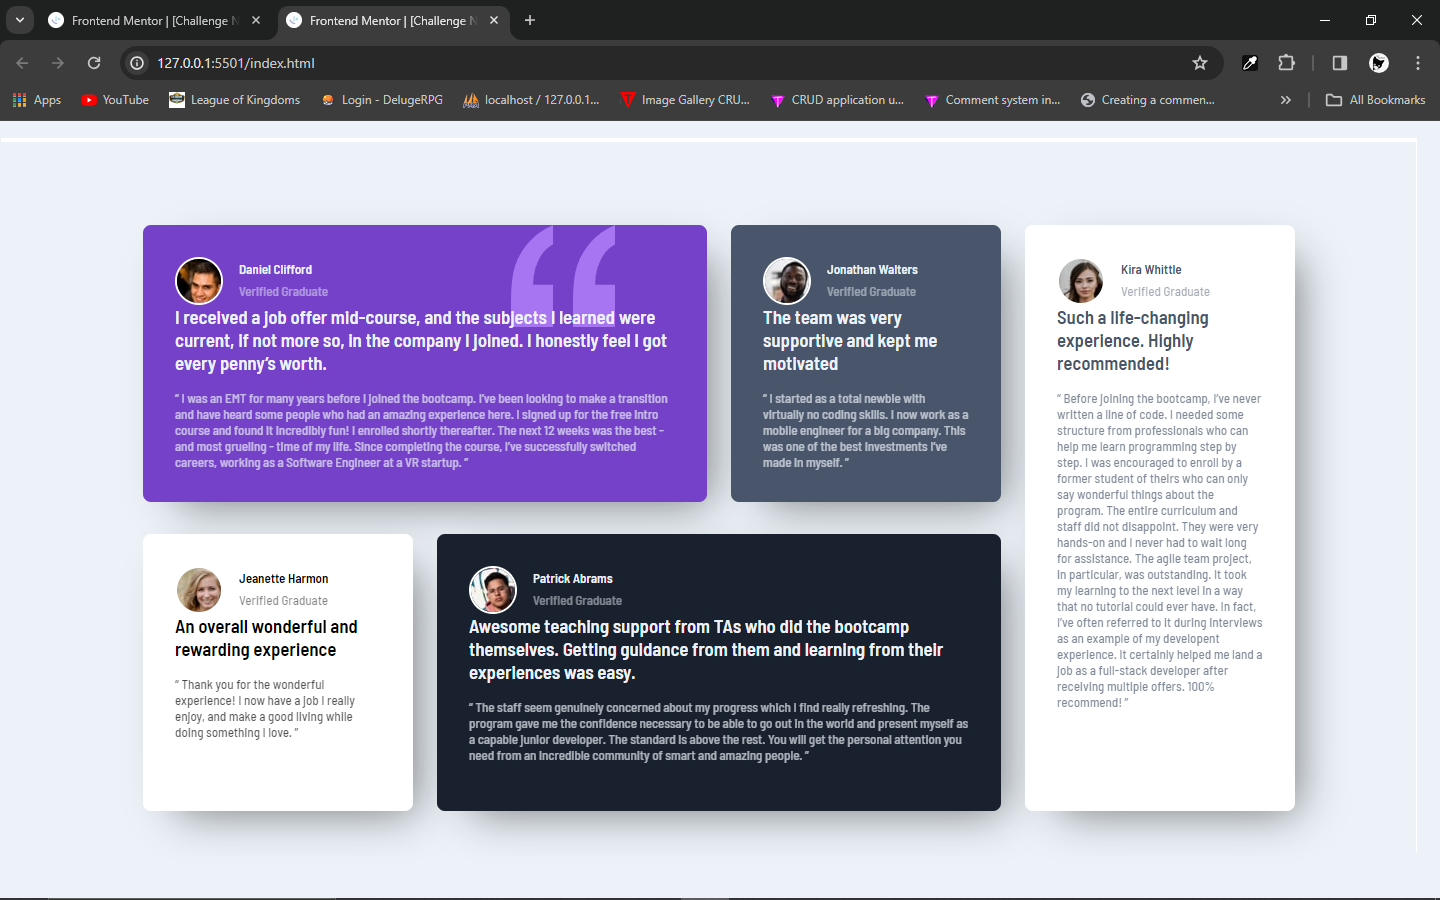 Frontend Mentor | [Challenge N
Frontend Mentor | [Challenge N
127.0.0.1:5501/index.html
Apps
YouTube
League of Kingdoms
Login - DelugeRPG
localhost / 127.0.0.1...
Image Gallery CRU...
CRUD application u...
Comment system in...
Creating a commen...
All Bookmarks
Daniel Clifford
Verified Graduate
I received a job offer mid-course, and the subjects I learned were
current, if not more so, in the company I joined. I honestly feel I got
every penny’s worth.
“ I was an EMT for many years before I joined the bootcamp. I’ve been looking to make a transition
and have heard some people who had an amazing experience here. I signed up for the free intro
course and found it incredibly fun! I enrolled shortly thereafter. The next 12 weeks was the best -
and most grueling - time of my life. Since completing the course, I’ve successfully switched
careers, working as a Software Engineer at a VR startup. ”
Jonathan Walters
Verified Graduate
The team was very
supportive and kept me
motivated
“ I started as a total newbie with
virtually no coding skills. I now work as a
mobile engineer for a big company. This
was one of the best investments I’ve
made in myself. ”
Kira Whittle
Verified Graduate
Such a life-changing
experience. Highly
recommended!
“ Before joining the bootcamp, I’ve never
written a line of code. I needed some
structure from professionals who can
help me learn programming step by
step. I was encouraged to enroll by a
former student of theirs who can only
say wonderful things about the
program. The entire curriculum and
staff did not disappoint. They were very
hands-on and I never had to wait long
for assistance. The agile team project,
in particular, was outstanding. It took
my learning to the next level in a way
that no tutorial could ever have. In fact,
I’ve often referred to it during interviews
as an example of my developent
experience. It certainly helped me land a
job as a full-stack developer after
receiving multiple offers. 100%
recommend! ”
Jeanette Harmon
Verified Graduate
An overall wonderful and
rewarding experience
“ Thank you for the wonderful
experience! I now have a job I really
enjoy, and make a good living while
doing something I love. ”
Patrick Abrams
Verified Graduate
Awesome teaching support from TAs who did the bootcamp
themselves. Getting guidance from them and learning from their
experiences was easy.
“ The staff seem genuinely concerned about my progress which I find really refreshing. The
program gave me the confidence necessary to be able to go out in the world and present myself as
a capable junior developer. The standard is above the rest. You will get the personal attention you
need from an incredible community of smart and amazing people. ”